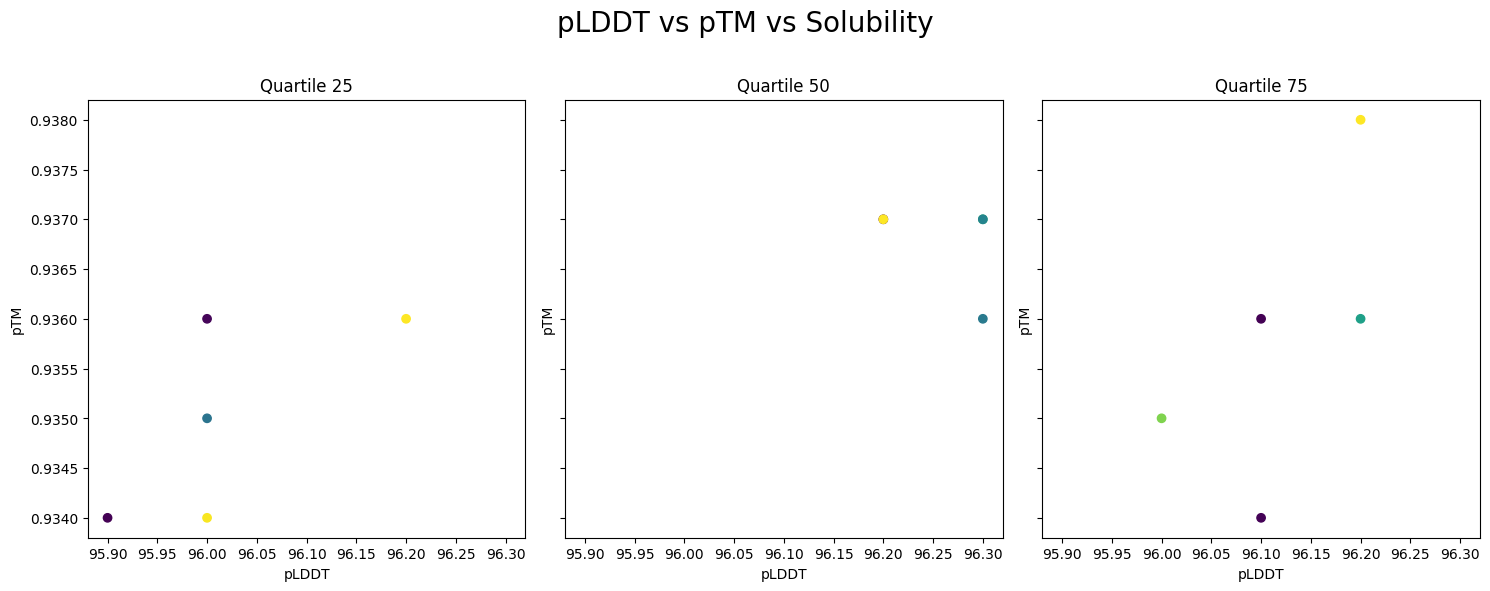 pLDDT vs pTM vs Solubility
Quartile 25
Quartile 50
Quartile 75
0.9380
0.9375
0.9370
0.9365
0.9360
0.9355
0.9350
0.9345
0.9340
pTM
pTM
pTM
95.90 95.95 96.00 96.05 96.10 96.15 96.20 96.25 96.30
95.90 95.95 96.00 96.05 96.10 96.15 96.20 96.25 96.30
95.90 95.95 96.00 96.05 96.10 96.15 96.20 96.25 96.30
pLDDT
pLDDT
pLDDT